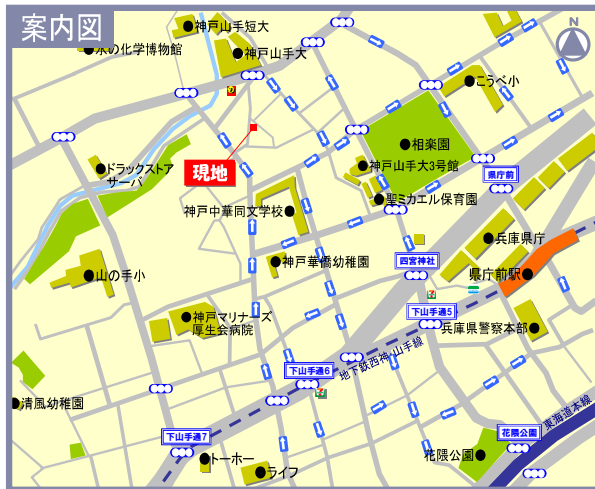 案内図
N
神戸山手短大
水の化学博物館
神戸山手大
こうべ小
相楽園
神戸山手大3号館
県庁前
ドラックストア
サーバ
現地
聖ミカエル保育園
神戸中華同文学校
兵庫県庁
四宮神社
神戸華僑幼稚園
県庁前駅
山の手小
下山手通5
神戸マリナーズ
厚生会病院
兵庫県警察本部
地下鉄西神・山手線
下山手通6
清風幼稚園
東海道本線
下山手通7
花隈公園
花隈公園
トーホー
ライフ